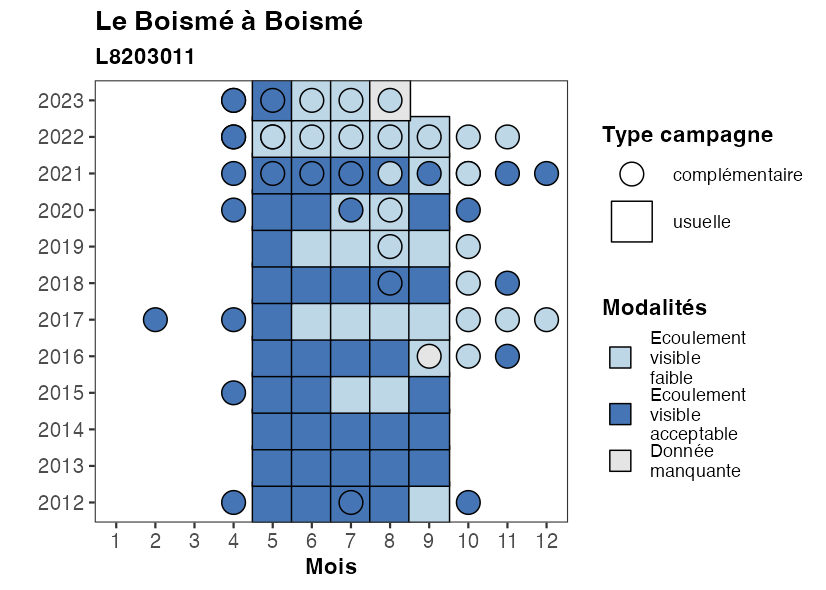 Le Boismé à Boismé
L8203011
2023
2022
2021
2020
2019
2018
2017
2016
2015
2014
2013
2012
1 2 3 4 5 6 7 8 9 10 11 12
Mois
Type campagne
complémentaire
usuelle
Modalités
Ecoulement
visible
faible
Ecoulement
visible
acceptable
Donnée
manquante